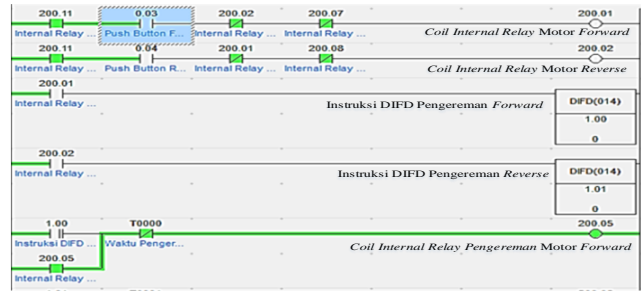 200.11 0.03 200.02 200.07 200.01
Internal Relay ... Push Button F... Internal Relay ... Internal Relay ... Coil Internal Relay Motor Forward
200.11 0.04 200.01 200.08 200.02
Internal Relay ... Push Button R... Internal Relay ... Internal Relay ... Coil Internal Relay Motor Reverse
200.01
Internal Relay ... Instruksi DIFD Pengereman Forward DIFD(014)
1.00
0
200.02
Internal Relay ... Instruksi DIFD Pengereman Reverse DIFD(014)
1.01
0
1.00 T0000 200.05
Instruksi DIFD ... Waktu Penger... Coil Internal Relay Pengereman Motor Forward
200.05
Internal Relay ...